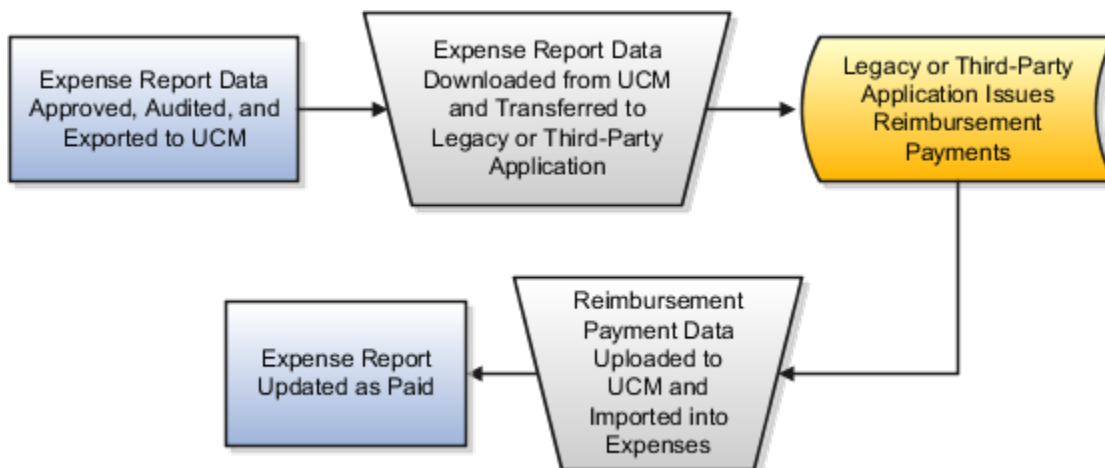 Expense Report Data
Approved, Audited, and
Exported to UCM
Expense Report Data
Downloaded from UCM
and Transferred to
Legacy or Third-Party
Application
Legacy or Third-Party
Application Issues
Reimbursement
Payments
Reimbursement
Payment Data
Uploaded to
UCM and
Imported into
Expenses
Expense Report
Updated as Paid